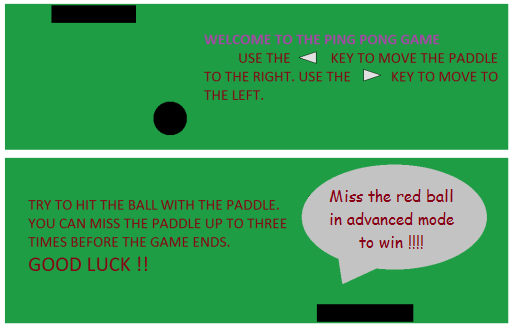 WELCOME TO THE PING PONG GAME
USE THE KEY TO MOVE THE PADDLE
TO THE RIGHT. USE THE KEY TO MOVE TO
THE LEFT.
TRY TO HIT THE BALL WITH THE PADDLE.
YOU CAN MISS THE PADDLE UP TO THREE
TIMES BEFORE THE GAME ENDS.
GOOD LUCK !!
Miss the red ball
in advanced mode
to win !!!!